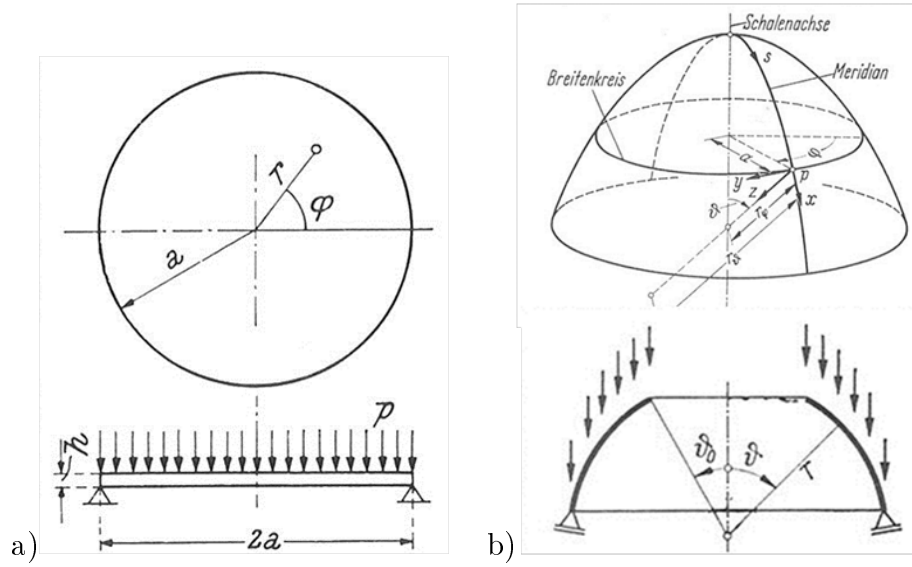 r
φ
a
p
h
2a
a)
Schalenachse
s
Breitenkreis
Meridian
a
φ
y
z
P
x
ϑ
r_φ
r_ϑ
ϑ₀
ϑ
r
b)